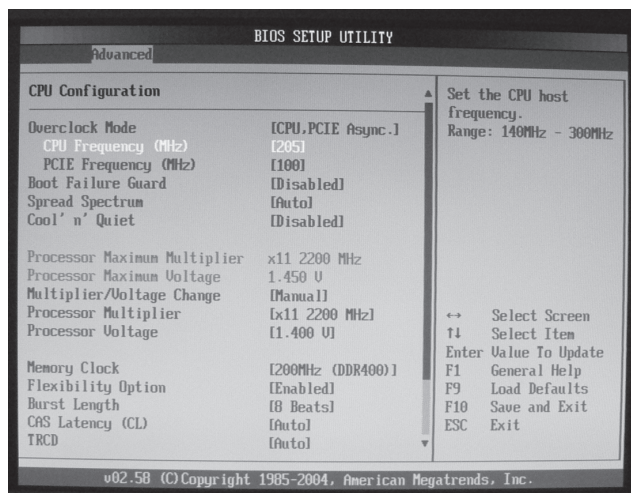 BIOS SETUP UTILITY
Advanced
CPU Configuration
Overclock Mode [CPU,PCIE Async.]
CPU Frequency (MHz) [205]
PCIE Frequency (MHz) [100]
Boot Failure Guard [Disabled]
Spread Spectrum [Auto]
Cool' n' Quiet [Disabled]
Processor Maximum Multiplier x11 2200 MHz
Processor Maximum Voltage 1.450 V
Multiplier/Voltage Change [Manual]
Processor Multiplier [x11 2200 MHz]
Processor Voltage [1.400 V]
Memory Clock [200MHz (DDR400)]
Flexibility Option [Enabled]
Burst Length [8 Beats]
CAS Latency (CL) [Auto]
TRCD [Auto]
Set the CPU host
frequency.
Range: 140MHz - 300MHz
↔ Select Screen
↑↓ Select Item
Enter Value To Update
F1 General Help
F9 Load Defaults
F10 Save and Exit
ESC Exit
v02.58 (C)Copyright 1985-2004, American Megatrends, Inc.